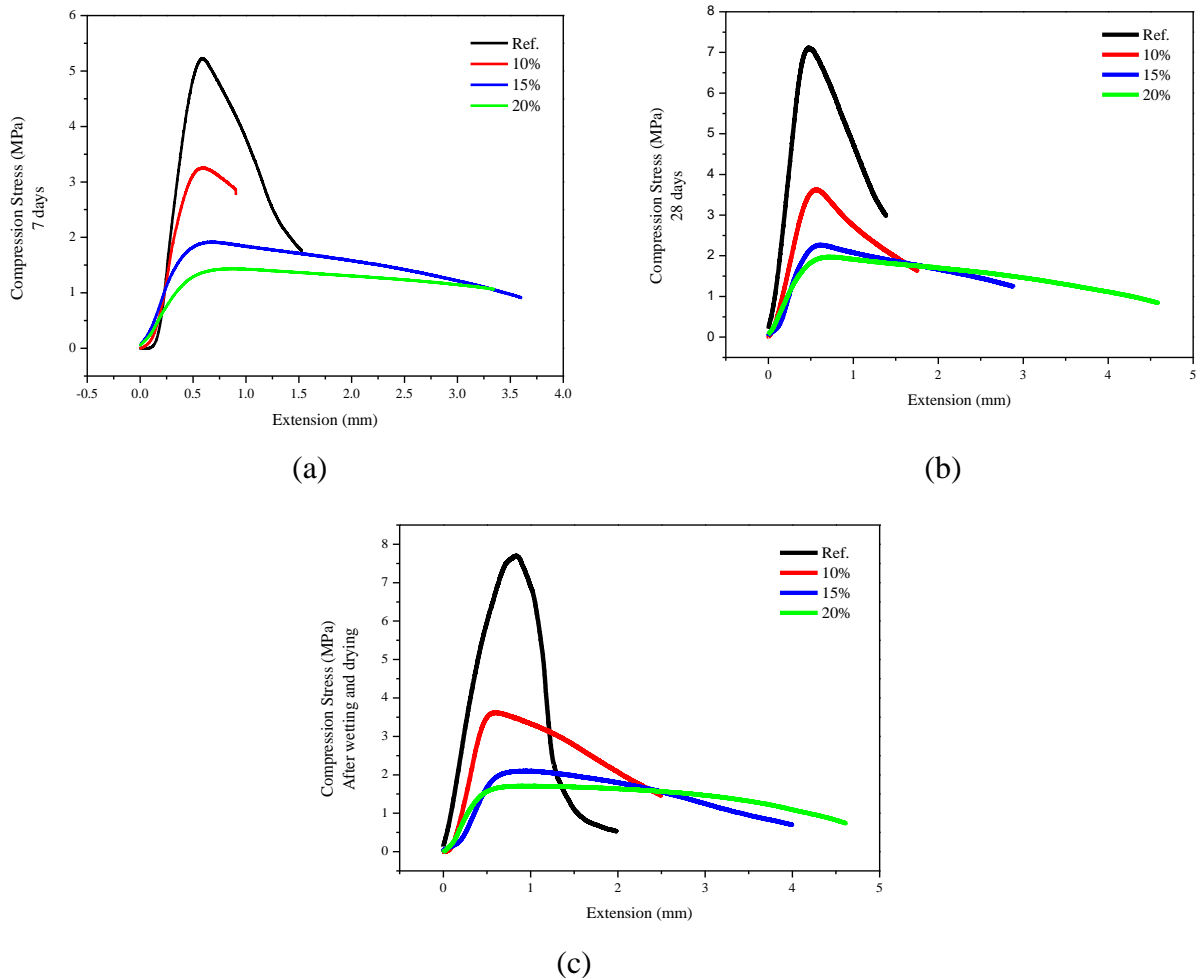 6
5
4
3
2
1
0
Compression Stress (MPa)
7 days
Ref.
10%
15%
20%
-0.5 0.0 0.5 1.0 1.5 2.0 2.5 3.0 3.5 4.0
Extension (mm)
(a)
8
7
6
5
4
3
2
1
0
Compression Stress (MPa)
28 days
Ref.
10%
15%
20%
0 1 2 3 4 5
Extension (mm)
(b)
8
7
6
5
4
3
2
1
0
Compression Stress (MPa)
After wetting and drying
Ref.
10%
15%
20%
0 1 2 3 4 5
Extension (mm)
(c)